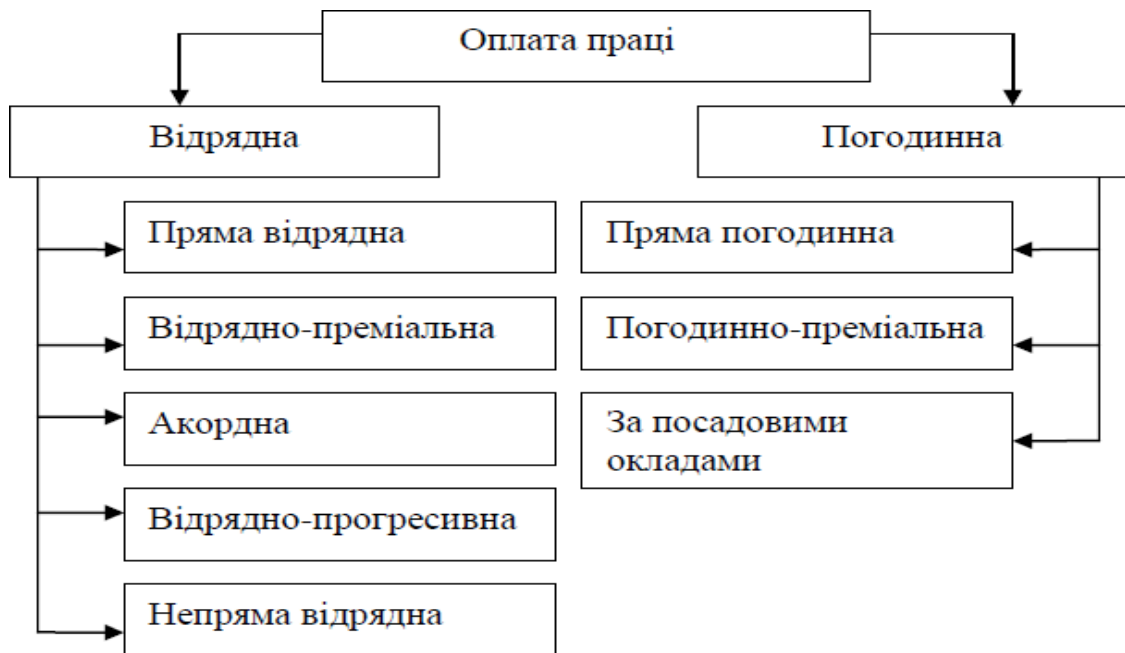 Оплата праці
Відрядна
Погодинна
Пряма відрядна
Пряма погодинна
Відрядно-преміальна
Погодинно-преміальна
Акордна
За посадовими
окладами
Відрядно-прогресивна
Непряма відрядна